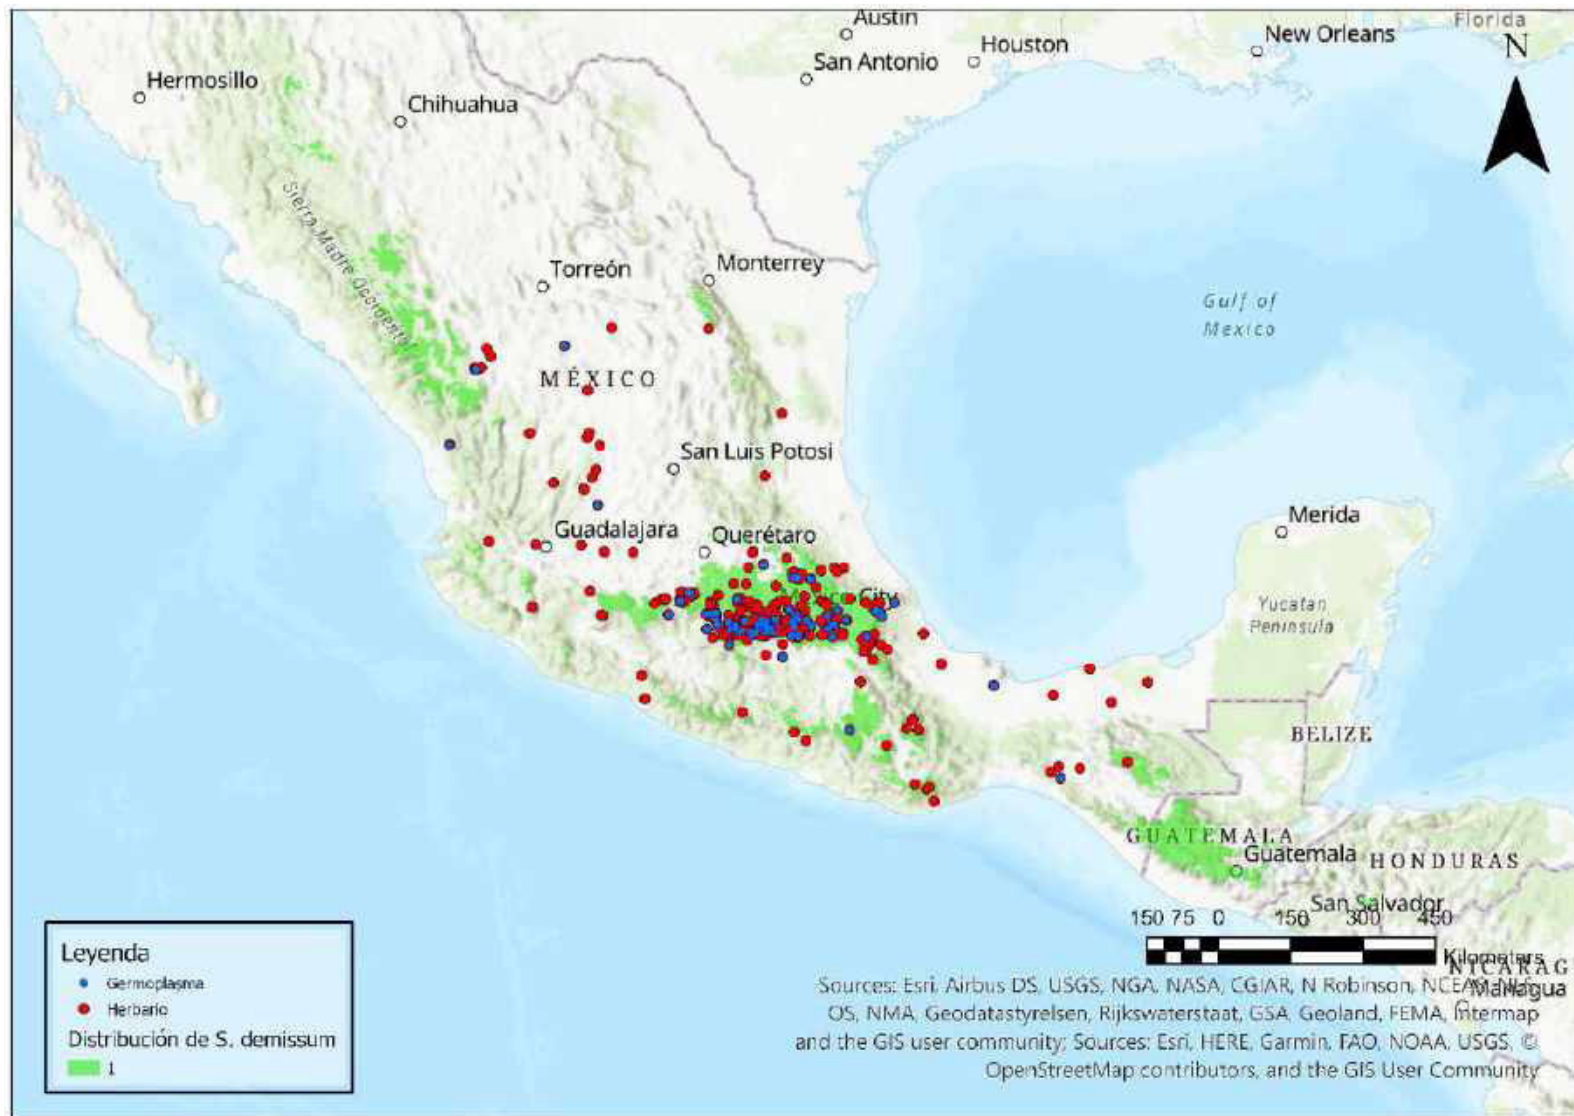 Austin
Florida
Houston
New Orleans
N
San Antonio
Hermosillo
Chihuahua
Sierra Madre Occidental
Torreón
Monterrey
Gulf of
Mexico
MÉXICO
San Luis Potosi
Merida
Guadalajara
Querétaro
Mexico City
Yucatan
Peninsula
BELIZE
GUATEMALA
Guatemala
HONDURAS
San Salvador
150 75 0 150 300 450
Kilometers
NICARAG
Managua
Leyenda
Germoplasma
Herbario
Distribución de S. demissum
1
Sources: Esri, Airbus DS, USGS, NGA, NASA, CGIAR, N Robinson, NCEAS,
OS, NMA, Geodatastyrelsen, Rijkswaterstaat, GSA, Geoland, FEMA, Intermap
and the GIS user community; Sources: Esri, HERE, Garmin, FAO, NOAA, USGS, ©
OpenStreetMap contributors, and the GIS User Community